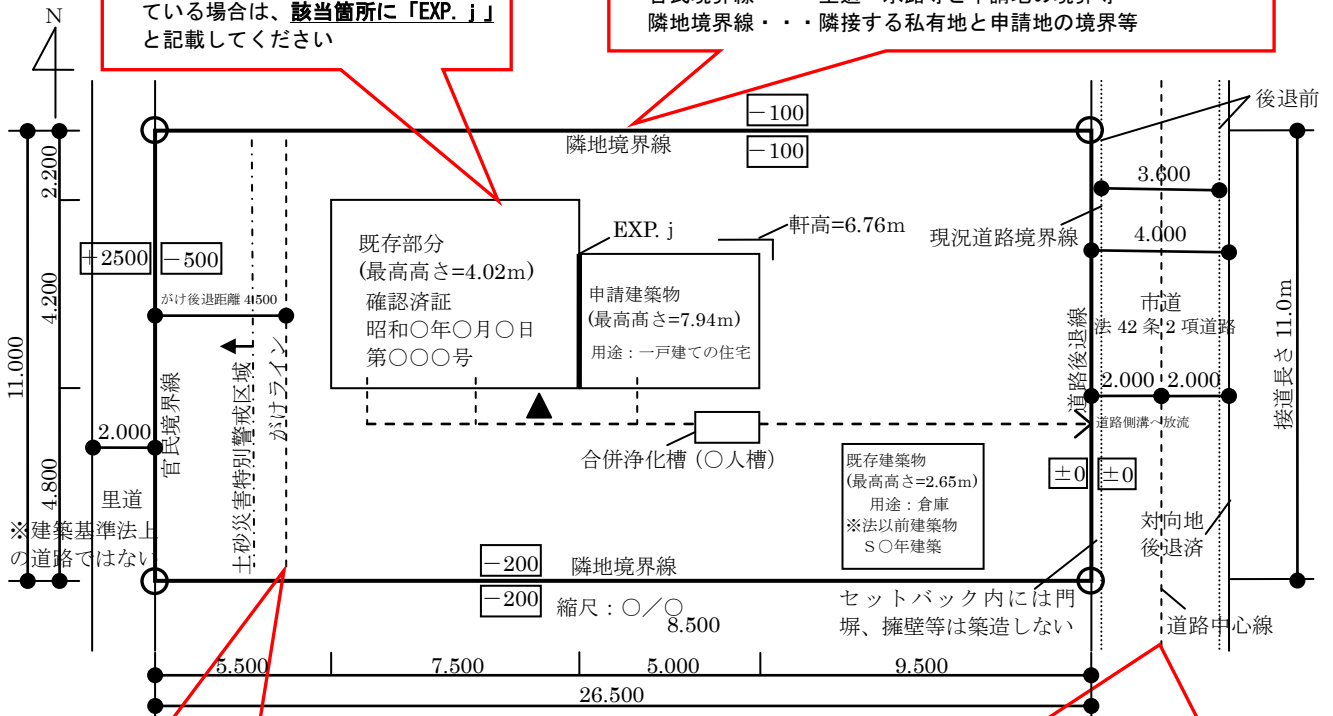 ている場合は、該当箇所に「EXP. j」
と記載してください
隣地境界線・・・隣接する私有地と申請地の境界等
N
後退前
－100
隣地境界線
－100
2.200
3.600
EXP. j
軒高=6.76m
現況道路境界線
4.000
既存部分
(最高高さ=4.02m)
確認済証
昭和○年○月○日
第○○○号
＋2500
－500
がけ後退距離 4.500
4.200
申請建築物
(最高高さ=7.94m)
用途：一戸建ての住宅
市道
法 42 条 2 項道路
道路後退線
接道長さ 11.0m
11.000
官民境界線
土砂災害特別警戒区域
がけライン
2.000
2.000
道路側溝へ放流
2.000
合併浄化槽（○人槽）
4.800
里道
※建築基準法上
の道路ではない
既存建築物
(最高高さ=2.65m)
用途：倉庫
※法以前建築物
Ｓ○年建築
±0
±0
対向地
後退済
－200
隣地境界線
－200
縮尺：○／○
8.500
セットバック内には門
塀、擁壁等は築造しない
道路中心線
5.500
7.500
5.000
9.500
26.500